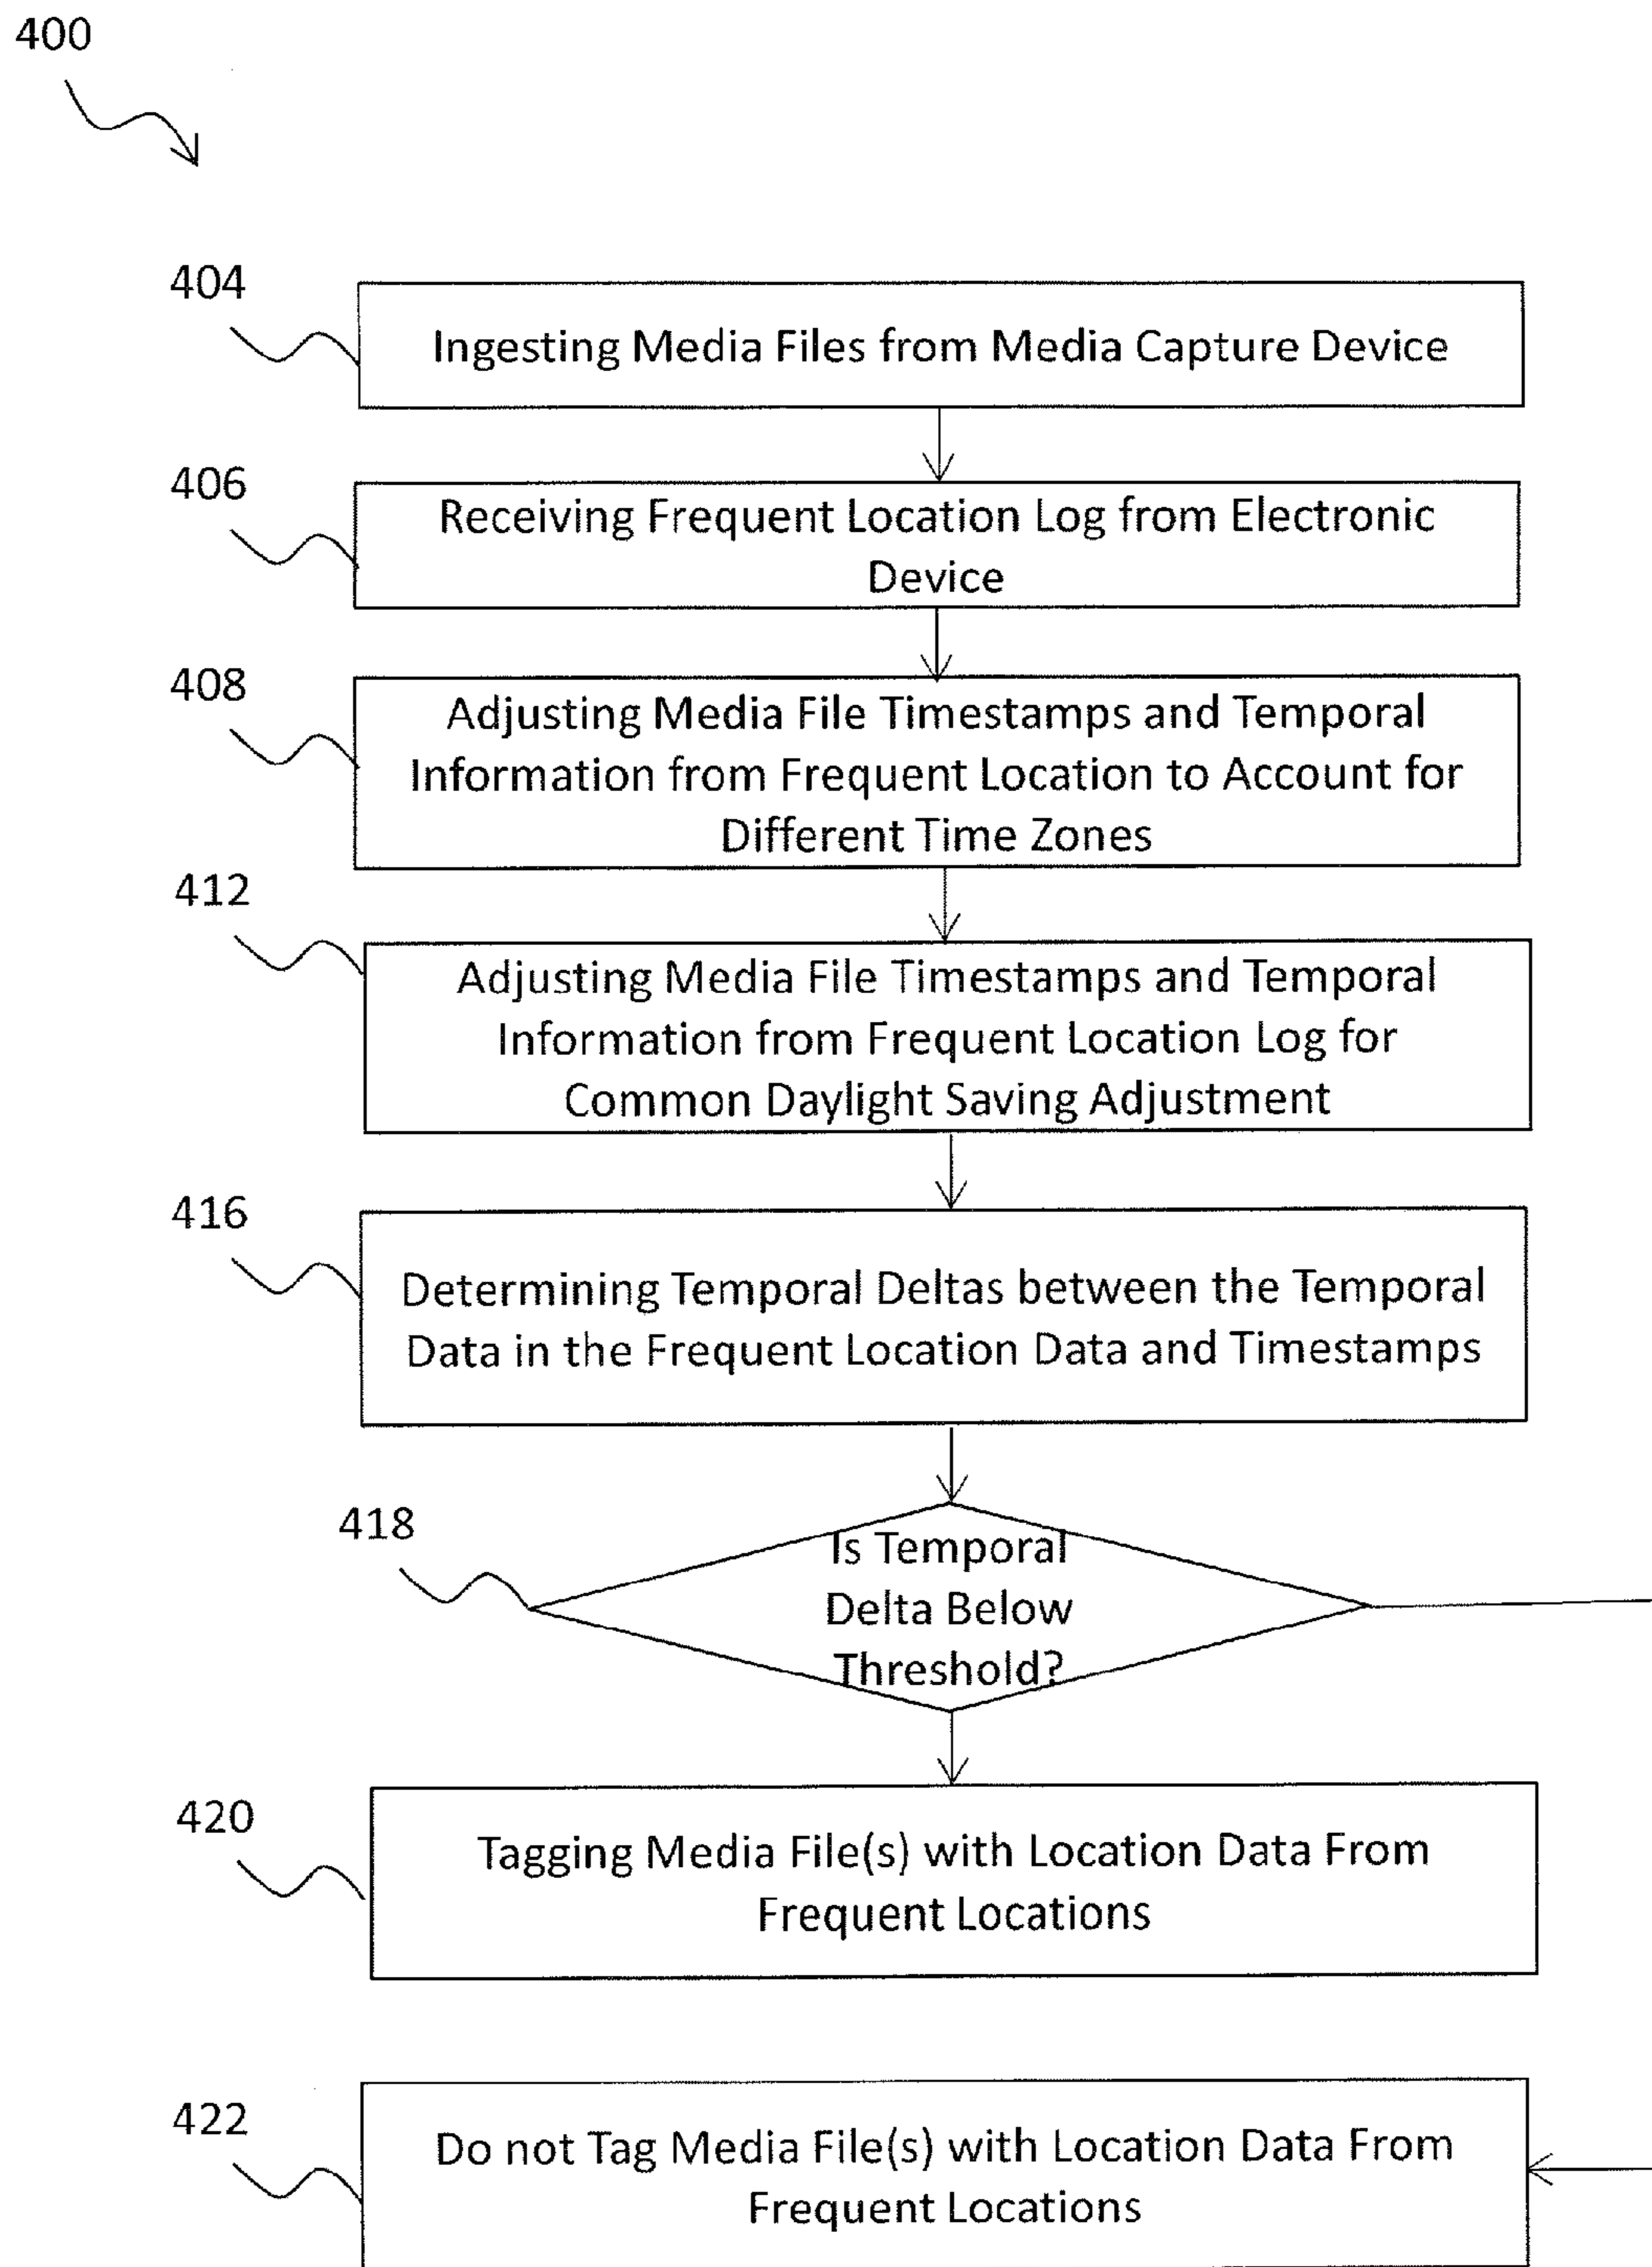 400
404
Ingesting Media Files from Media Capture Device
406
Receiving Frequent Location Log from Electronic
Device
408
Adjusting Media File Timestamps and Temporal
Information from Frequent Location to Account for
Different Time Zones
412
Adjusting Media File Timestamps and Temporal
Information from Frequent Location Log for
Common Daylight Saving Adjustment
416
Determining Temporal Deltas between the Temporal
Data in the Frequent Location Data and Timestamps
418
Is Temporal
Delta Below
Threshold?
420
Tagging Media File(s) with Location Data From
Frequent Locations
422
Do not Tag Media File(s) with Location Data From
Frequent Locations